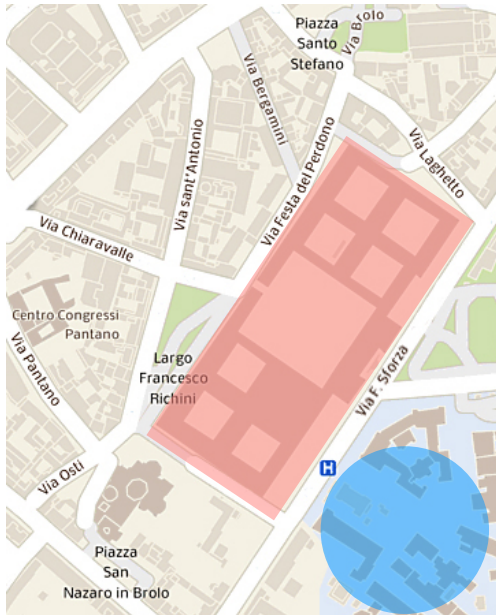 Piazza
Santo
Stefano
Via Brolo
Via Bergamini
Via Laghetto
Via sant'Antonio
Via Festa del Perdono
Via Chiaravalle
Centro Congressi
Pantano
Via Pantano
Largo
Francesco
Richini
Via F. Sforza
H
Via Osti
Piazza
San
Nazaro in Brolo